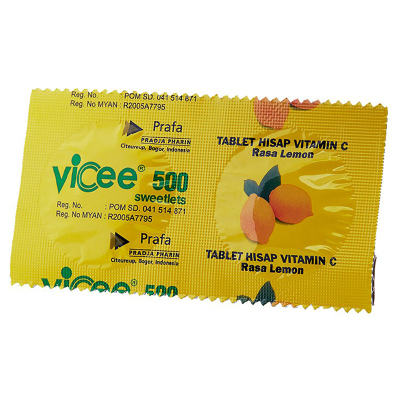 Reg. No. : POM SD. 041 514 871
Reg. No MYAN : R2005A7795
Prafa
PRADJA PHARIN
Citeureup, Bogor, Indonesia
vicee® 500
sweetlets
Reg. No. : POM SD. 041 514 871
Reg. No MYAN : R2005A7795
Prafa
PRADJA PHARIN
Citeureup, Bogor, Indonesia
vicee® 500
TABLET HISAP VITAMIN C
Rasa Lemon
TABLET HISAP VITAMIN C
Rasa Lemon